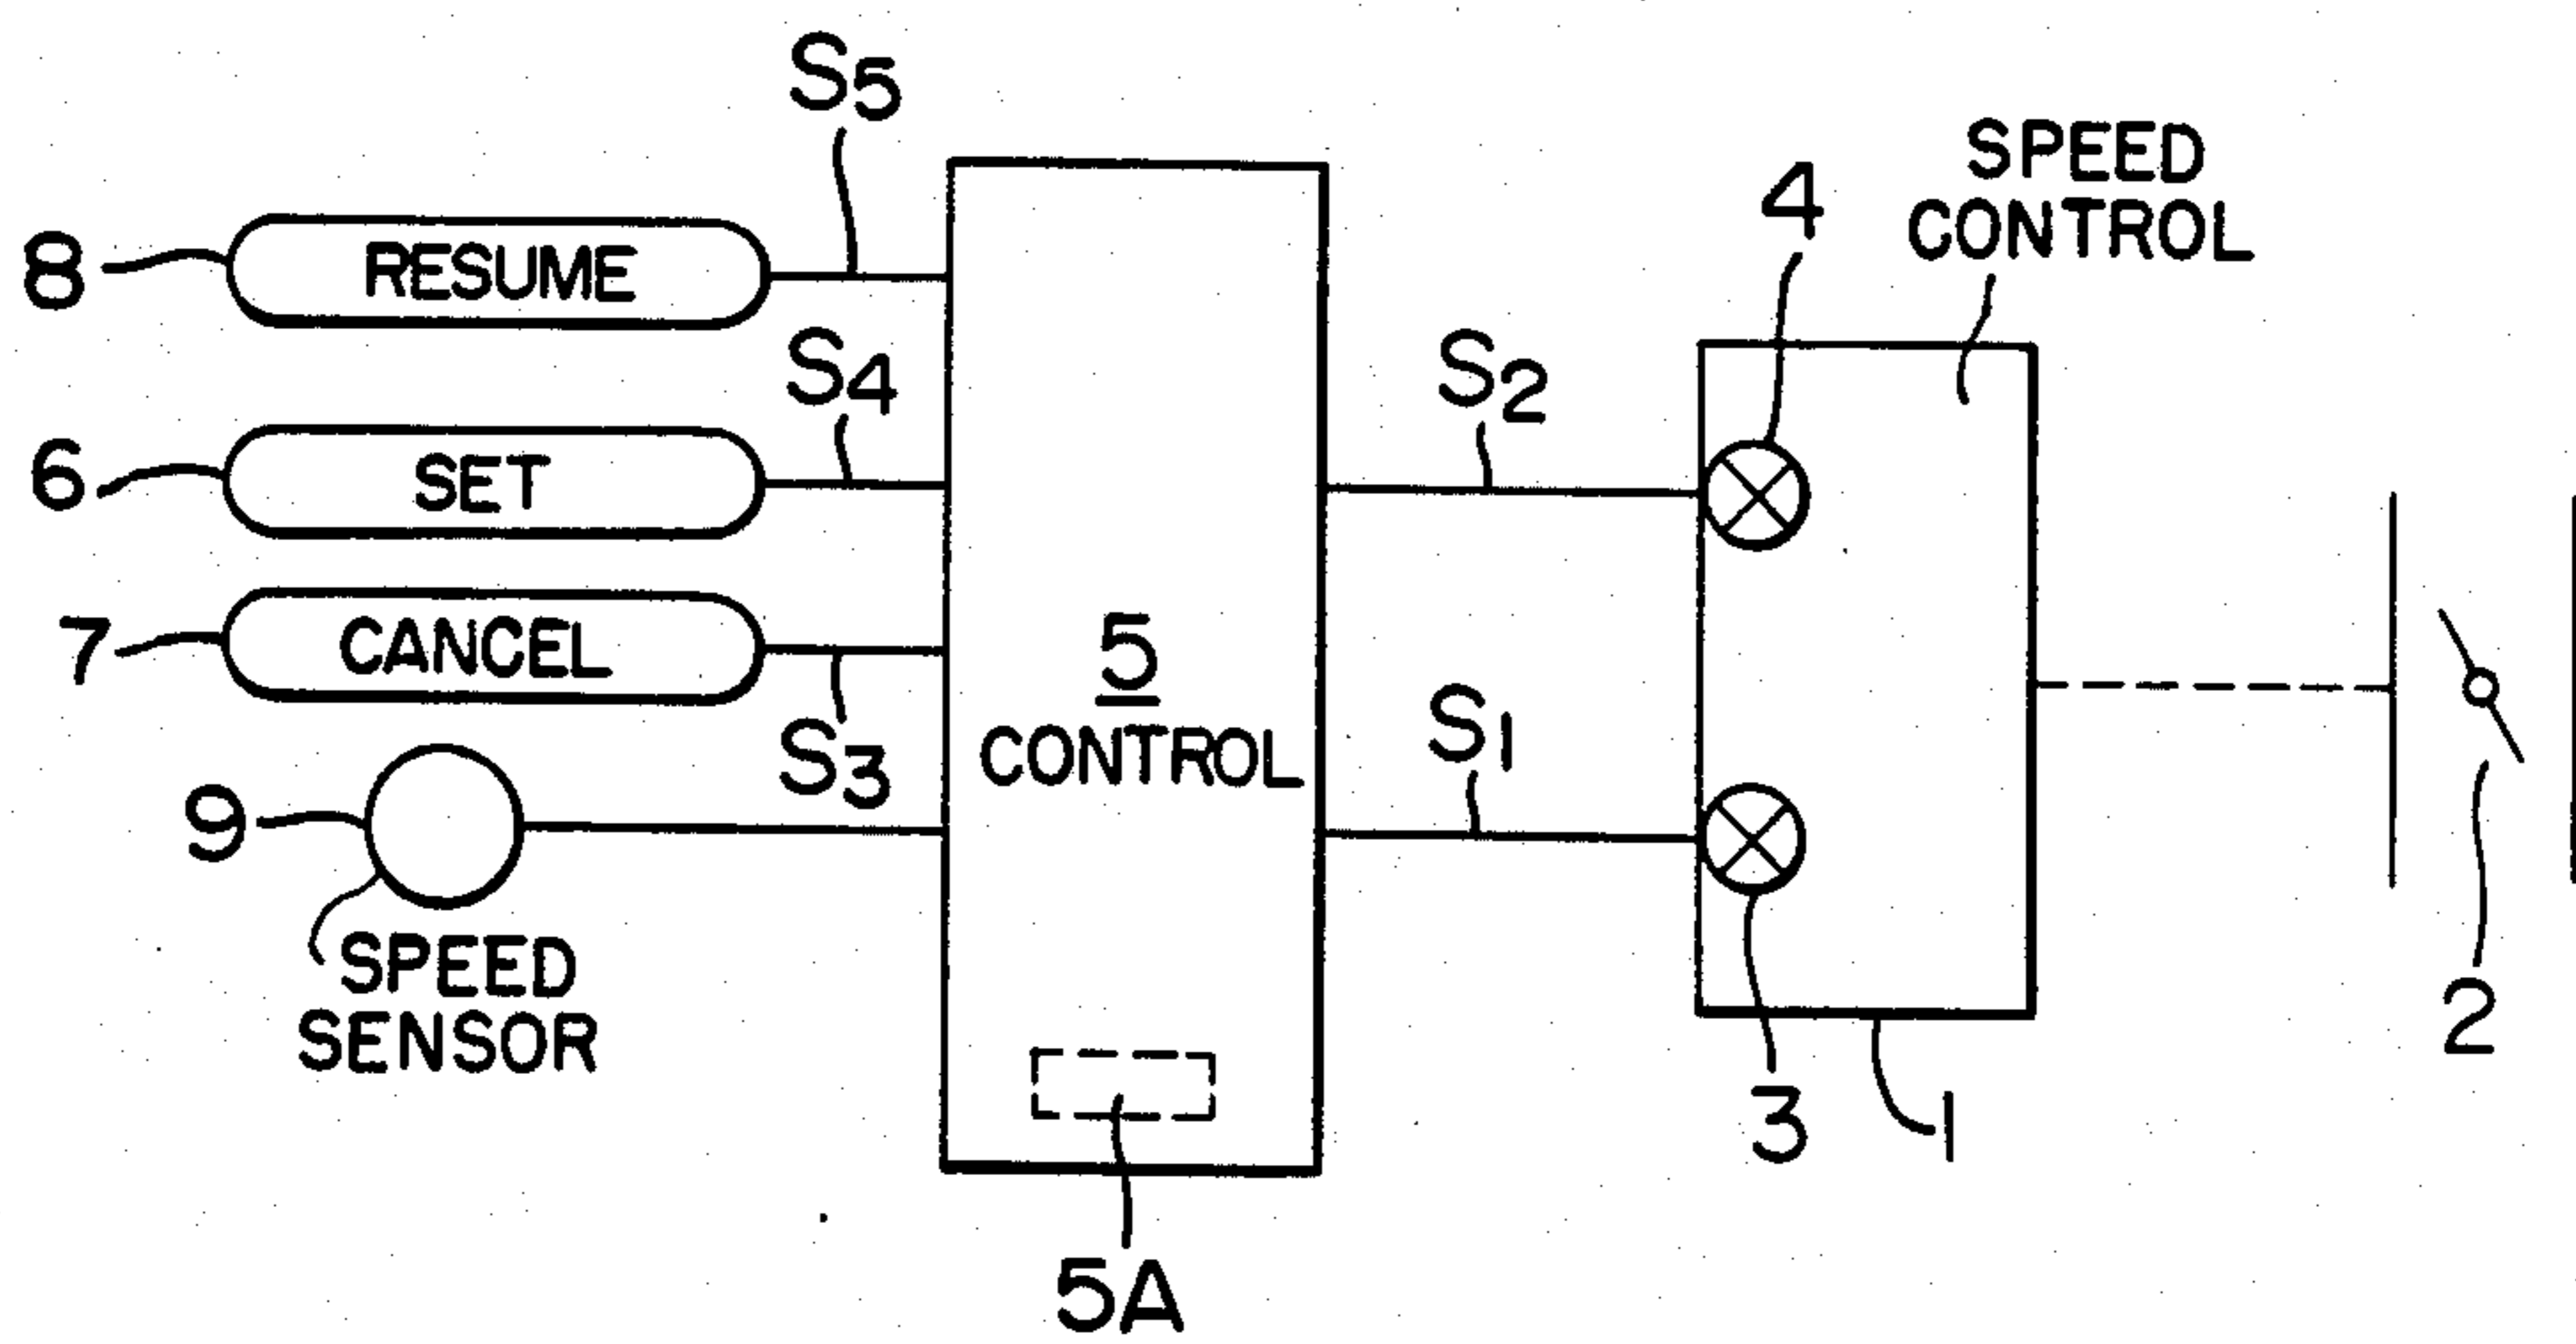 S5
SPEED
CONTROL
4
8
RESUME
S4
S2
6
SET
7
CANCEL
5
CONTROL
S3
S1
9
SPEED
SENSOR
2
3
1
5A